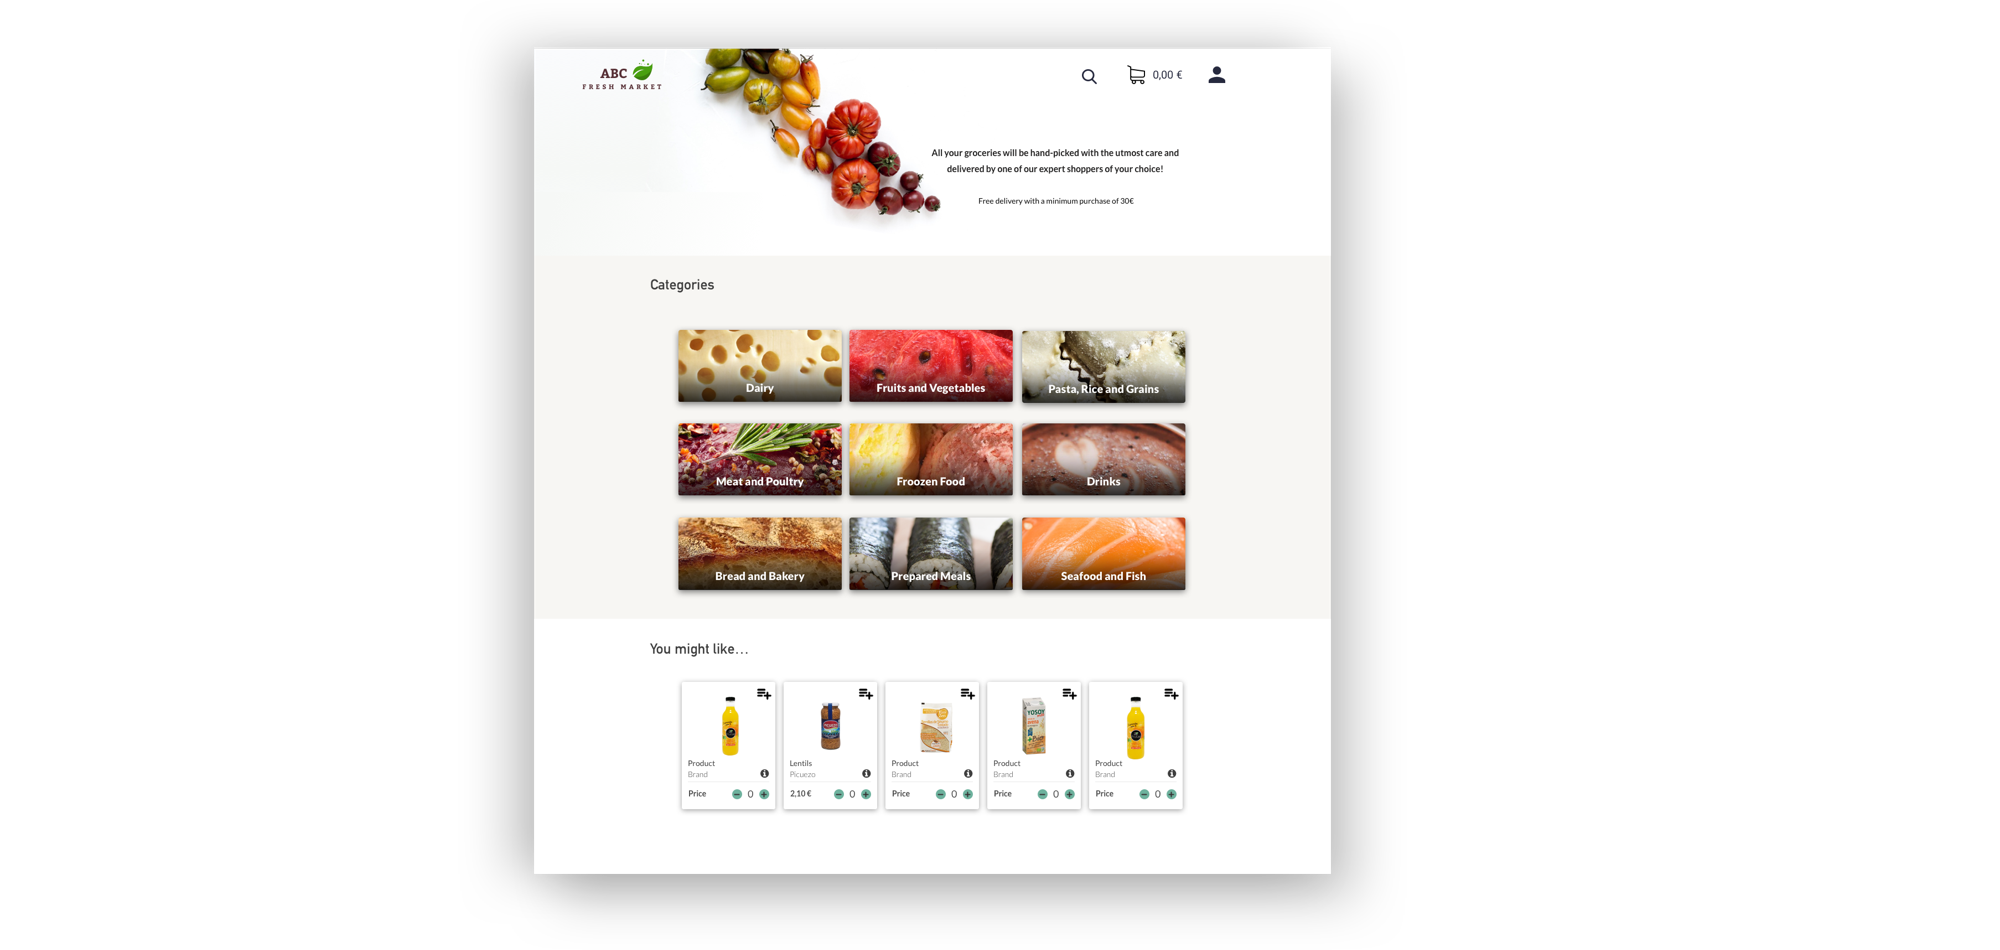 ABC
FRESH MARKET
0,00 €
All your groceries will be hand-picked with the utmost care and
delivered by one of our expert shoppers of your choice!
Free delivery with a minimum purchase of 30€
Categories
Dairy
Fruits and Vegetables
Pasta, Rice and Grains
Meat and Poultry
Froozen Food
Drinks
Bread and Bakery
Prepared Meals
Seafood and Fish
You might like...
YOSOY
Product
Brand
Price
0
Lentils
Picuezo
2,10 €
0
Product
Brand
Price
0
Product
Brand
Price
0
Product
Brand
Price
0